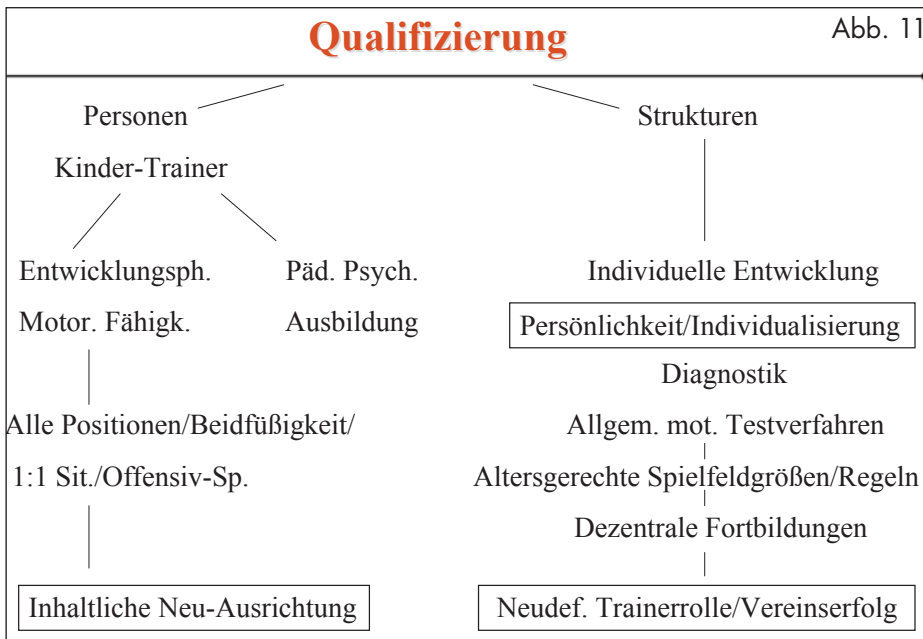 Qualifizierung
Abb. 11
Personen
Kinder-Trainer
Entwicklungsph.
Motor. Fähigk.
Päd. Psych.
Ausbildung
Alle Positionen/Beidfüßigkeit/
1:1 Sit./Offensiv-Sp.
Inhaltliche Neu-Ausrichtung
Strukturen
Individuelle Entwicklung
Persönlichkeit/Individualisierung
Diagnostik
Allgem. mot. Testverfahren
Altersgerechte Spielfeldgrößen/Regeln
Dezentrale Fortbildungen
Neudef. Trainerrolle/Vereinserfolg